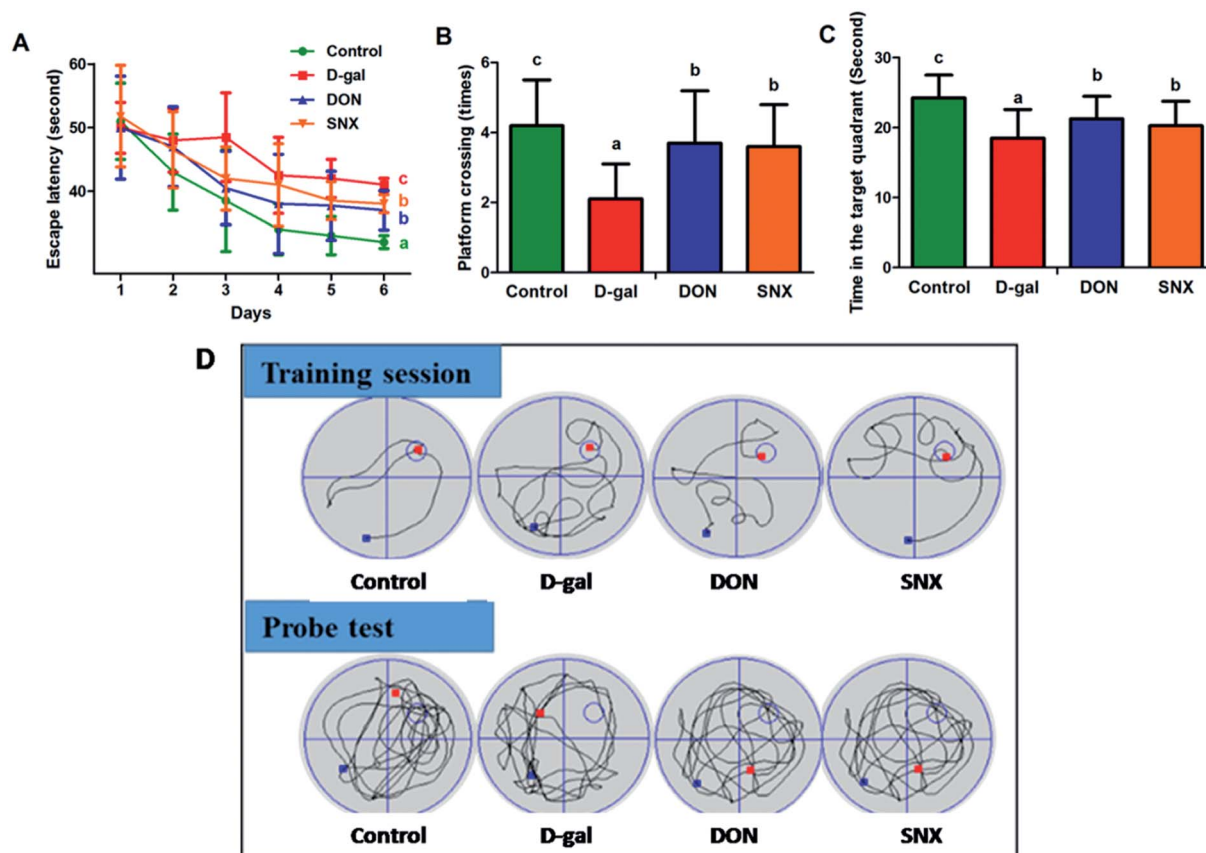 A
Escape latency (second)
60
50
40
Control
D-gal
DON
SNX
c
b
b
a
1 2 3 4 5 6
Days
B
Platform crossing (times)
6
4
2
0
c
a
b
b
Control D-gal DON SNX
C
Time in the target quadrant (Second)
30
20
10
0
c
a
b
b
Control D-gal DON SNX
D
Training session
Control D-gal DON SNX
Probe test
Control D-gal DON SNX